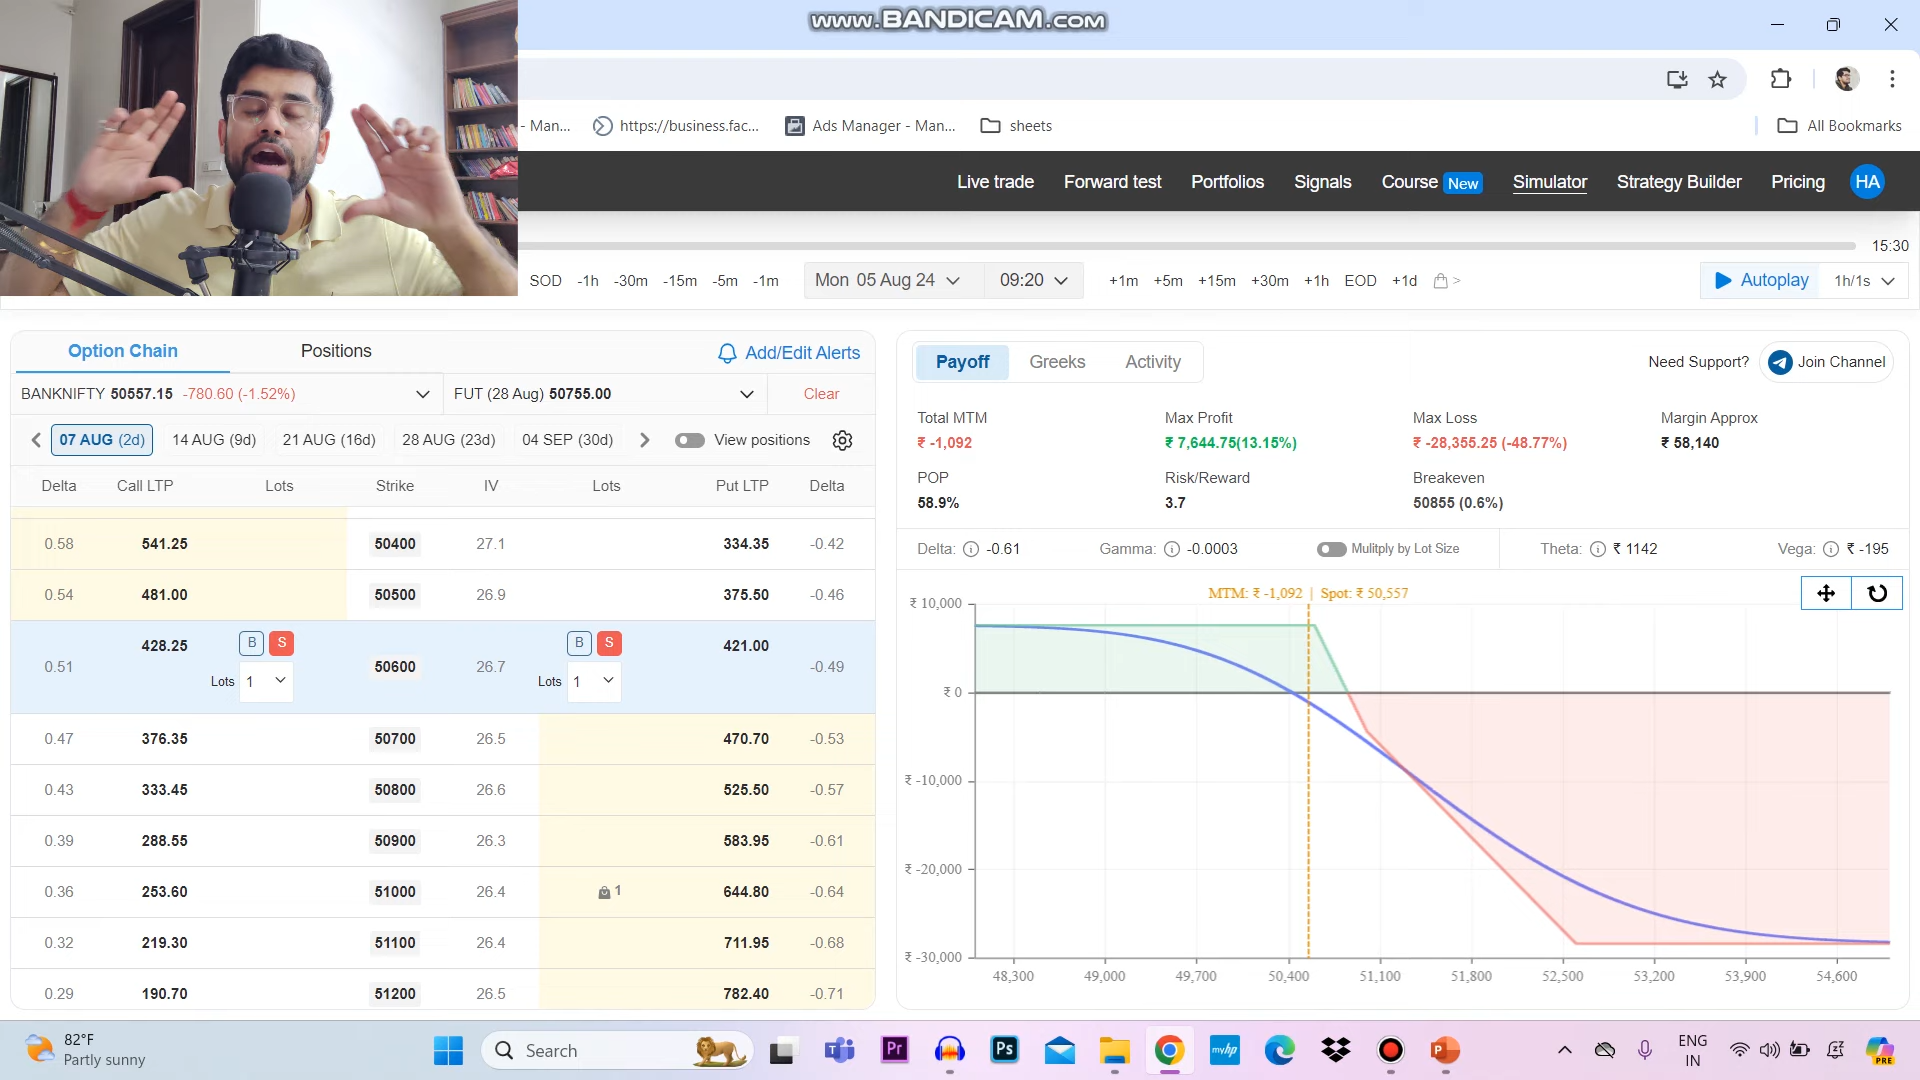 www.BANDICAM.com
- Man...
https://business.fac...
Ads Manager - Man...
sheets
All Bookmarks
Live trade
Forward test
Portfolios
Signals
Course New
Simulator
Strategy Builder
Pricing
HA
15:30
SOD -1h -30m -15m -5m -1m
Mon 05 Aug 24
09:20
+1m +5m +15m +30m +1h EOD +1d >
Autoplay
1h/1s
Option Chain
Positions
Add/Edit Alerts
BANKNIFTY 50557.15 -780.60 (-1.52%)
FUT (28 Aug) 50755.00
Clear
07 AUG (2d) 14 AUG (9d) 21 AUG (16d) 28 AUG (23d) 04 SEP (30d)
View positions
Delta Call LTP Lots Strike IV Lots Put LTP Delta
0.58 541.25 50400 27.1 334.35 -0.42
0.54 481.00 50500 26.9 375.50 -0.46
428.25 B S B S 421.00
0.51 50600 26.7 -0.49
Lots 1 Lots 1
0.47 376.35 50700 26.5 470.70 -0.53
0.43 333.45 50800 26.6 525.50 -0.57
0.39 288.55 50900 26.3 583.95 -0.61
0.36 253.60 51000 26.4 1 644.80 -0.64
0.32 219.30 51100 26.4 711.95 -0.68
0.29 190.70 51200 26.5 782.40 -0.71
Payoff
Greeks
Activity
Need Support?
Join Channel
Total MTM Max Profit Max Loss Margin Approx
₹ -1,092 ₹ 7,644.75(13.15%) ₹ -28,355.25 (-48.77%) ₹ 58,140
POP Risk/Reward Breakeven
58.9% 3.7 50855 (0.6%)
Delta: -0.61 Gamma: -0.0003 Mulitply by Lot Size Theta: ₹ 1142 Vega: ₹ -195
MTM: ₹ -1,092 | Spot: ₹ 50,557
₹ 10,000
₹ 0
₹ -10,000
₹ -20,000
₹ -30,000
48,300 49,000 49,700 50,400 51,100 51,800 52,500 53,200 53,900 54,600
82°F
Partly sunny
Search
Pr
Ps
myhp
P
ENG
IN
PRE